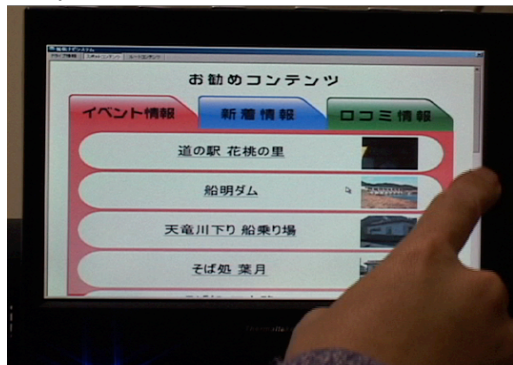 お勧めコンテンツ
イベント情報 新着情報 口コミ情報
道の駅 花桃の里
船明ダム
天竜川下り 船乗り場
そば処 葉月